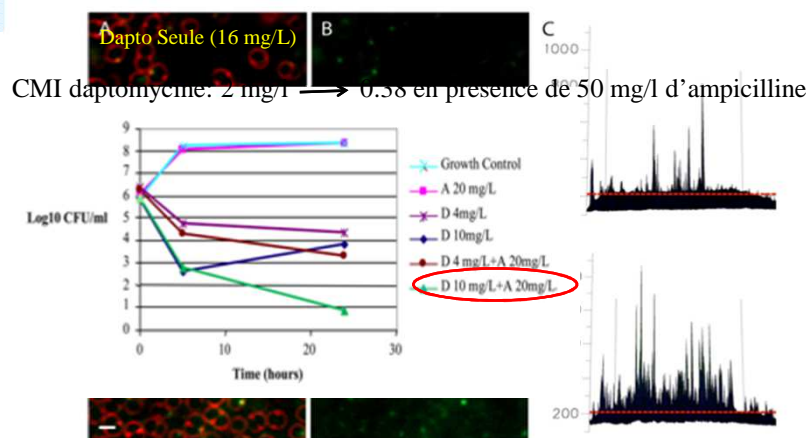 A
Dapto Seule (16 mg/L)
B
C
1000
800
CMI daptomycine: 2 mg/l → 0.38 en présence de 50 mg/l d’ampicilline
9
8
7
6
5
4
3
2
1
0
Log10 CFU/ml
0
10
20
30
Time (hours)
Growth Control
A 20 mg/L
D 4mg/L
D 10mg/L
D 4 mg/L+A 20mg/L
D 10 mg/L+A 20mg/L
200